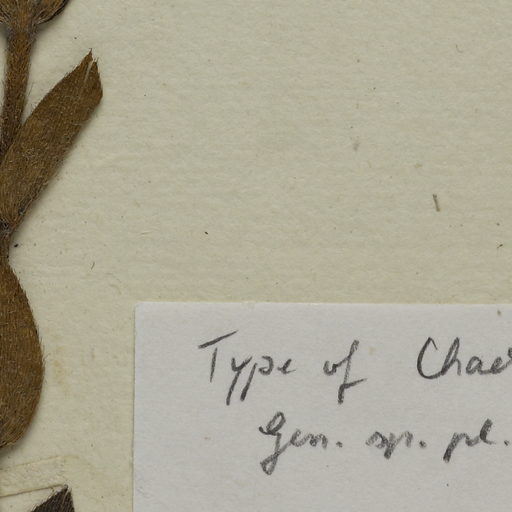 Type of Chae
Gen. sp. pl.